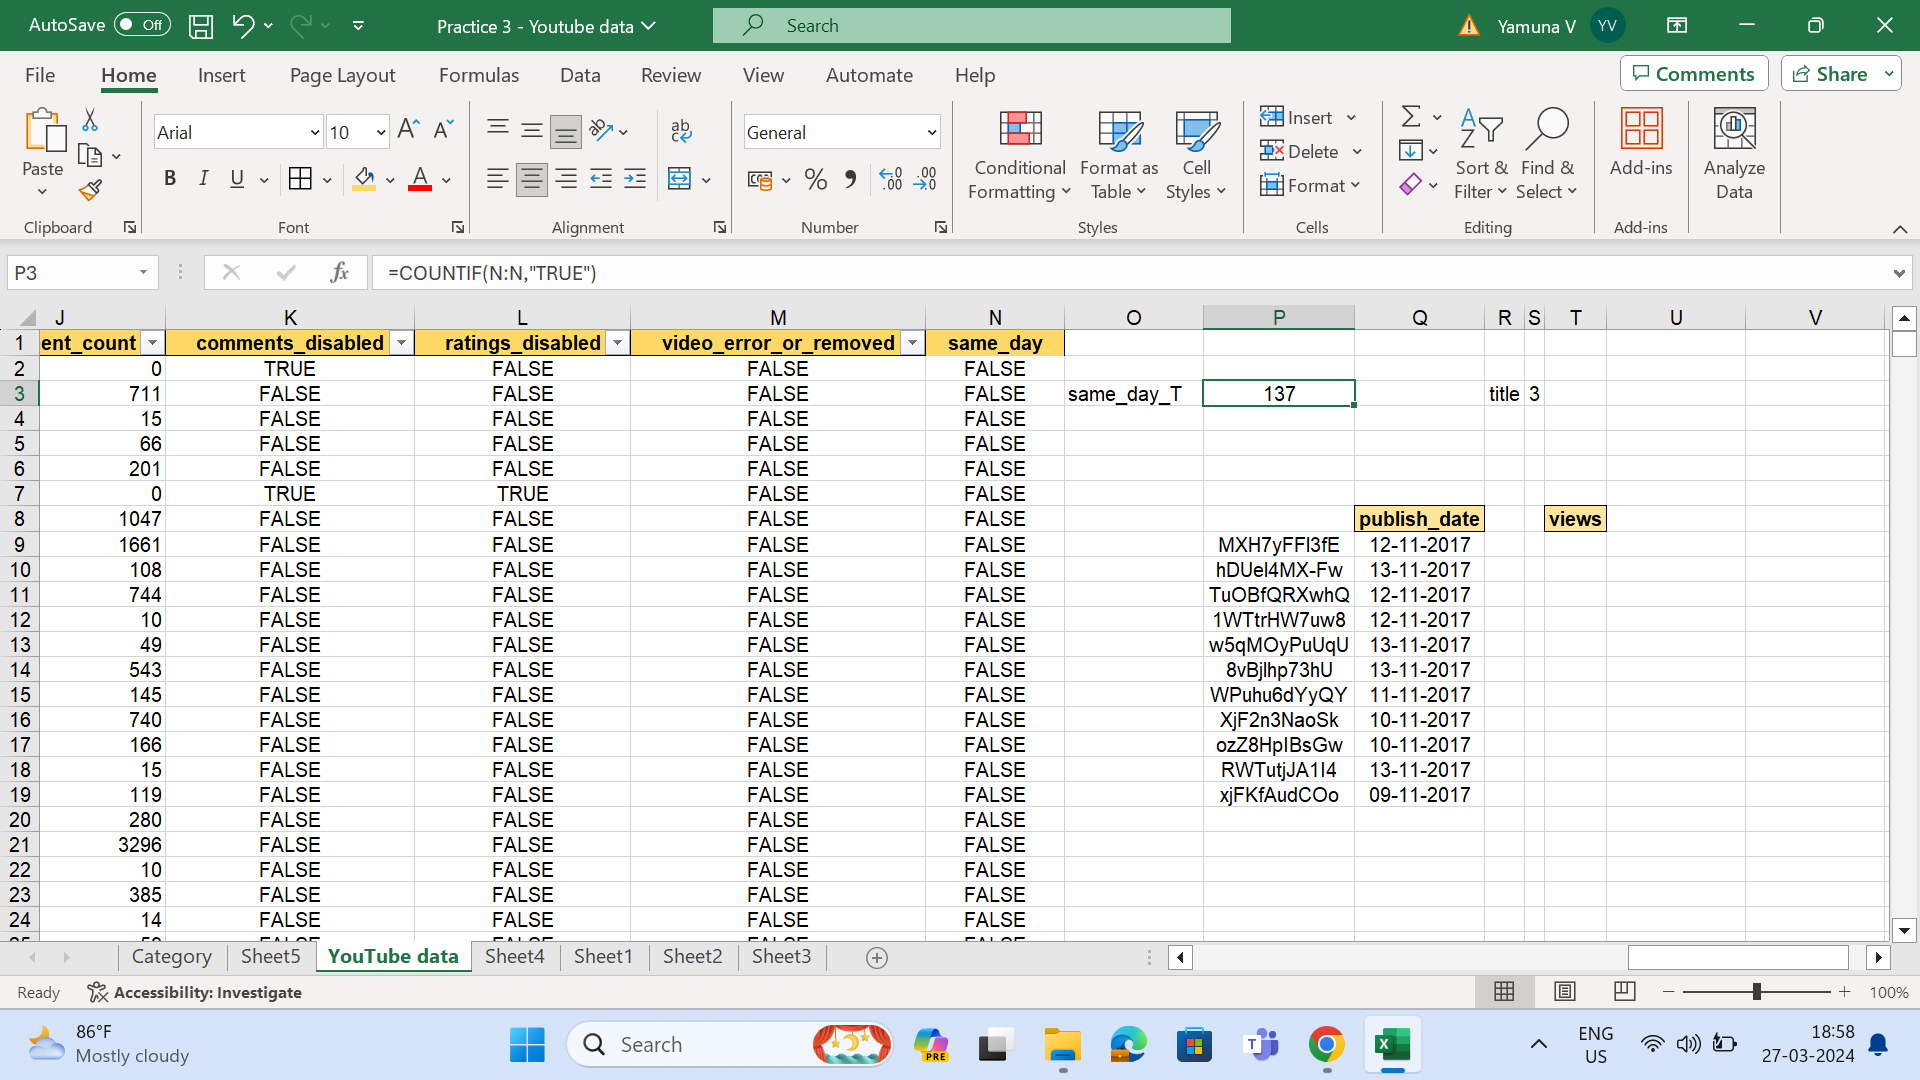 AutoSave Off Practice 3 - Youtube data Search Yamuna V YV
File Home Insert Page Layout Formulas Data Review View Automate Help Comments Share
Paste Arial 10 General Conditional Formatting Format as Table Cell Styles Insert Delete Format Sort & Filter Find & Select Add-ins Analyze Data
Clipboard Font Alignment Number Styles Cells Editing Add-ins
P3 fx =COUNTIF(N:N,"TRUE")
J K L M N O P Q R S T U V
1 ent_count comments_disabled ratings_disabled video_error_or_removed same_day
2 0 TRUE FALSE FALSE FALSE
3 711 FALSE FALSE FALSE FALSE same_day_T 137 title 3
4 15 FALSE FALSE FALSE FALSE
5 66 FALSE FALSE FALSE FALSE
6 201 FALSE FALSE FALSE FALSE
7 0 TRUE TRUE FALSE FALSE
8 1047 FALSE FALSE FALSE FALSE publish_date views
9 1661 FALSE FALSE FALSE FALSE MXH7yFFl3fE 12-11-2017
10 108 FALSE FALSE FALSE FALSE hDUel4MX-Fw 13-11-2017
11 744 FALSE FALSE FALSE FALSE TuOBfQRXwhQ 12-11-2017
12 10 FALSE FALSE FALSE FALSE 1WTtrHW7uw8 12-11-2017
13 49 FALSE FALSE FALSE FALSE w5qMOyPuUqU 13-11-2017
14 543 FALSE FALSE FALSE FALSE 8vBjlhp73hU 13-11-2017
15 145 FALSE FALSE FALSE FALSE WPuhu6dYyQY 11-11-2017
16 740 FALSE FALSE FALSE FALSE XjF2n3NaoSk 10-11-2017
17 166 FALSE FALSE FALSE FALSE ozZ8HpIBsGw 10-11-2017
18 15 FALSE FALSE FALSE FALSE RWTutjJA1I4 13-11-2017
19 119 FALSE FALSE FALSE FALSE xjFKfAudCOo 09-11-2017
20 280 FALSE FALSE FALSE FALSE
21 3296 FALSE FALSE FALSE FALSE
22 10 FALSE FALSE FALSE FALSE
23 385 FALSE FALSE FALSE FALSE
24 14 FALSE FALSE FALSE FALSE
Category Sheet5 YouTube data Sheet4 Sheet1 Sheet2 Sheet3
Ready Accessibility: Investigate 100%
86°F Mostly cloudy Search PRE ENG US 18:58 27-03-2024